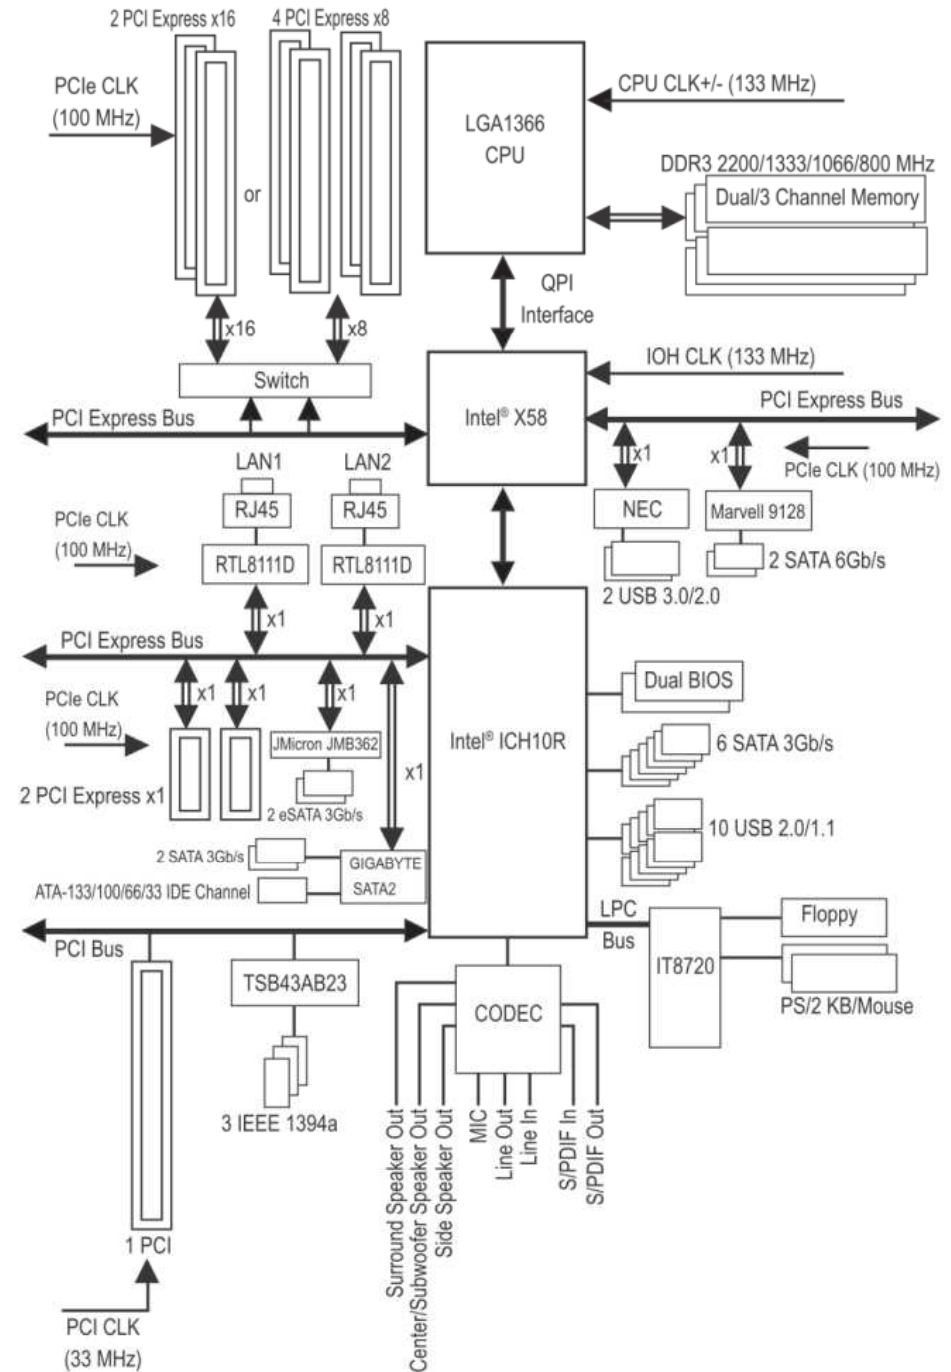 2 PCI Express x16
4 PCI Express x8
PCIe CLK
(100 MHz)
or
x16
x8
Switch
PCI Express Bus
LGA1366
CPU
CPU CLK+/- (133 MHz)
DDR3 2200/1333/1066/800 MHz
Dual/3 Channel Memory
QPI
Interface
IOH CLK (133 MHz)
Intel® X58
PCI Express Bus
x1
x1
PCIe CLK (100 MHz)
NEC
Marvell 9128
2 SATA 6Gb/s
2 USB 3.0/2.0
LAN1
LAN2
RJ45
RJ45
PCIe CLK
(100 MHz)
RTL8111D
RTL8111D
x1
x1
PCI Express Bus
x1
x1
x1
PCIe CLK
(100 MHz)
JMicron JMB362
x1
2 PCI Express x1
2 eSATA 3Gb/s
2 SATA 3Gb/s
GIGABYTE
SATA2
ATA-133/100/66/33 IDE Channel
Intel® ICH10R
Dual BIOS
6 SATA 3Gb/s
10 USB 2.0/1.1
LPC
Bus
IT8720
Floppy
PS/2 KB/Mouse
PCI Bus
TSB43AB23
3 IEEE 1394a
CODEC
Surround Speaker Out
Center/Subwoofer Speaker Out
Side Speaker Out
MIC
Line Out
Line In
S/PDIF In
S/PDIF Out
1 PCI
PCI CLK
(33 MHz)